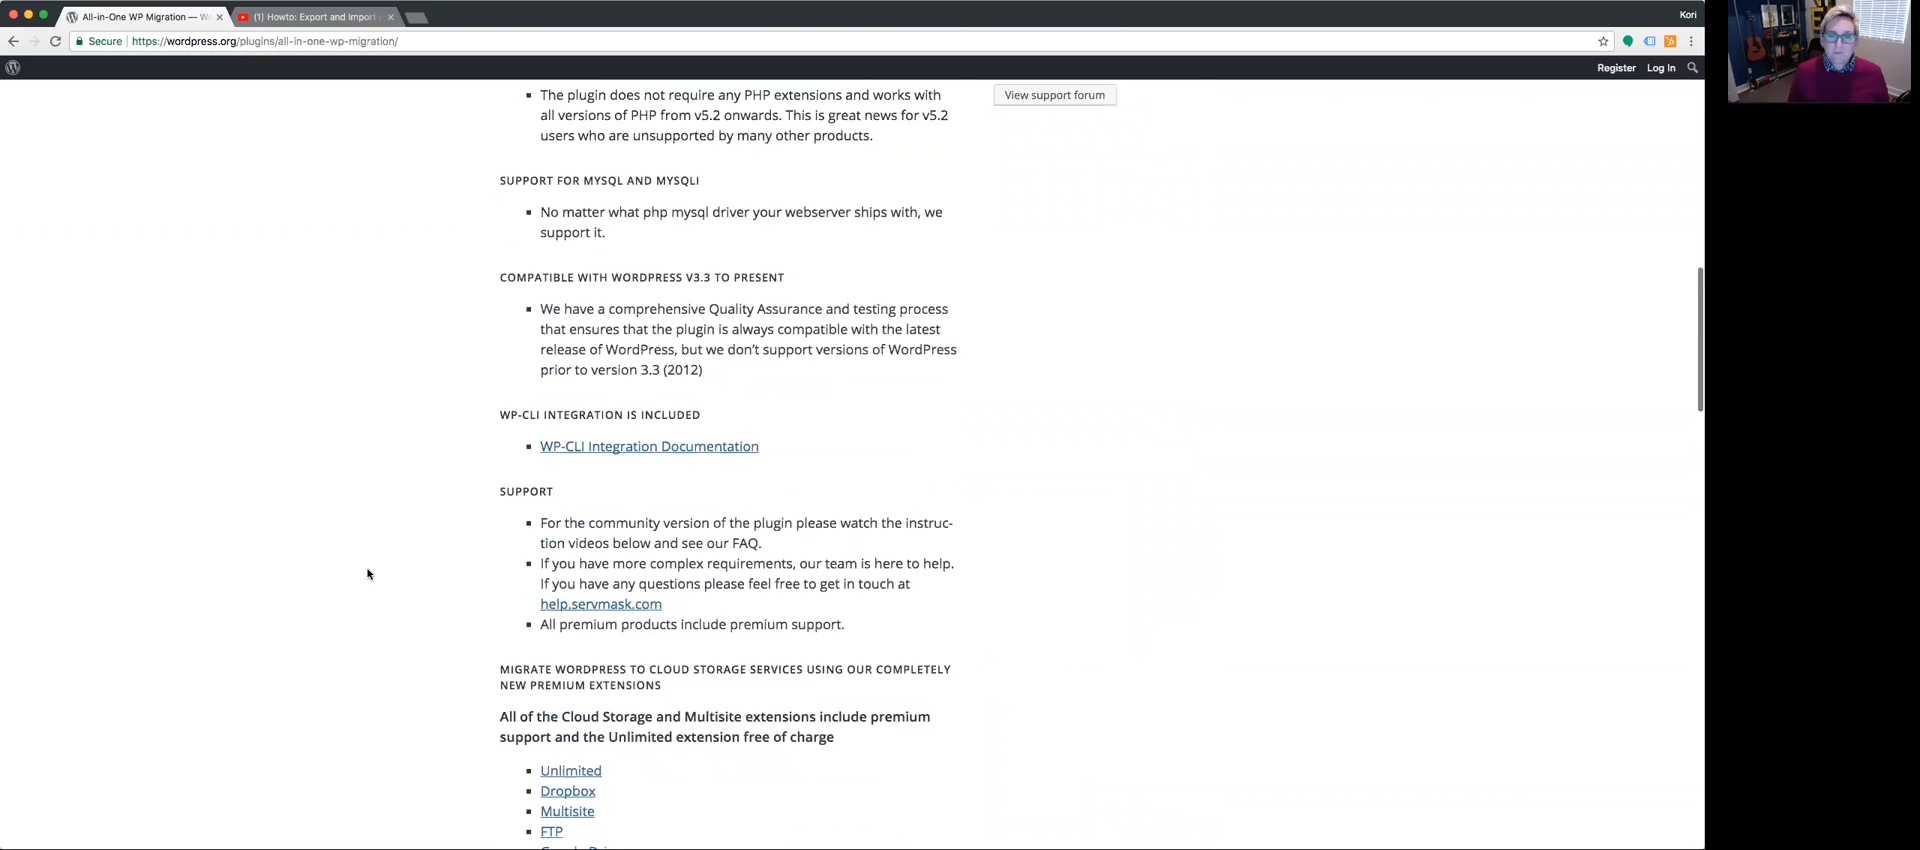 All-in-One WP Migration — W
(1) Howto: Export and Import
Kori
Secure
https://wordpress.org/plugins/all-in-one-wp-migration/
Register
Log In
The plugin does not require any PHP extensions and works with
all versions of PHP from v5.2 onwards. This is great news for v5.2
users who are unsupported by many other products.
View support forum
SUPPORT FOR MYSQL AND MYSQLI
No matter what php mysql driver your webserver ships with, we
support it.
COMPATIBLE WITH WORDPRESS V3.3 TO PRESENT
We have a comprehensive Quality Assurance and testing process
that ensures that the plugin is always compatible with the latest
release of WordPress, but we don’t support versions of WordPress
prior to version 3.3 (2012)
WP-CLI INTEGRATION IS INCLUDED
WP-CLI Integration Documentation
SUPPORT
For the community version of the plugin please watch the instruc-
tion videos below and see our FAQ.
If you have more complex requirements, our team is here to help.
If you have any questions please feel free to get in touch at
help.servmask.com
All premium products include premium support.
MIGRATE WORDPRESS TO CLOUD STORAGE SERVICES USING OUR COMPLETELY
NEW PREMIUM EXTENSIONS
All of the Cloud Storage and Multisite extensions include premium
support and the Unlimited extension free of charge
Unlimited
Dropbox
Multisite
FTP